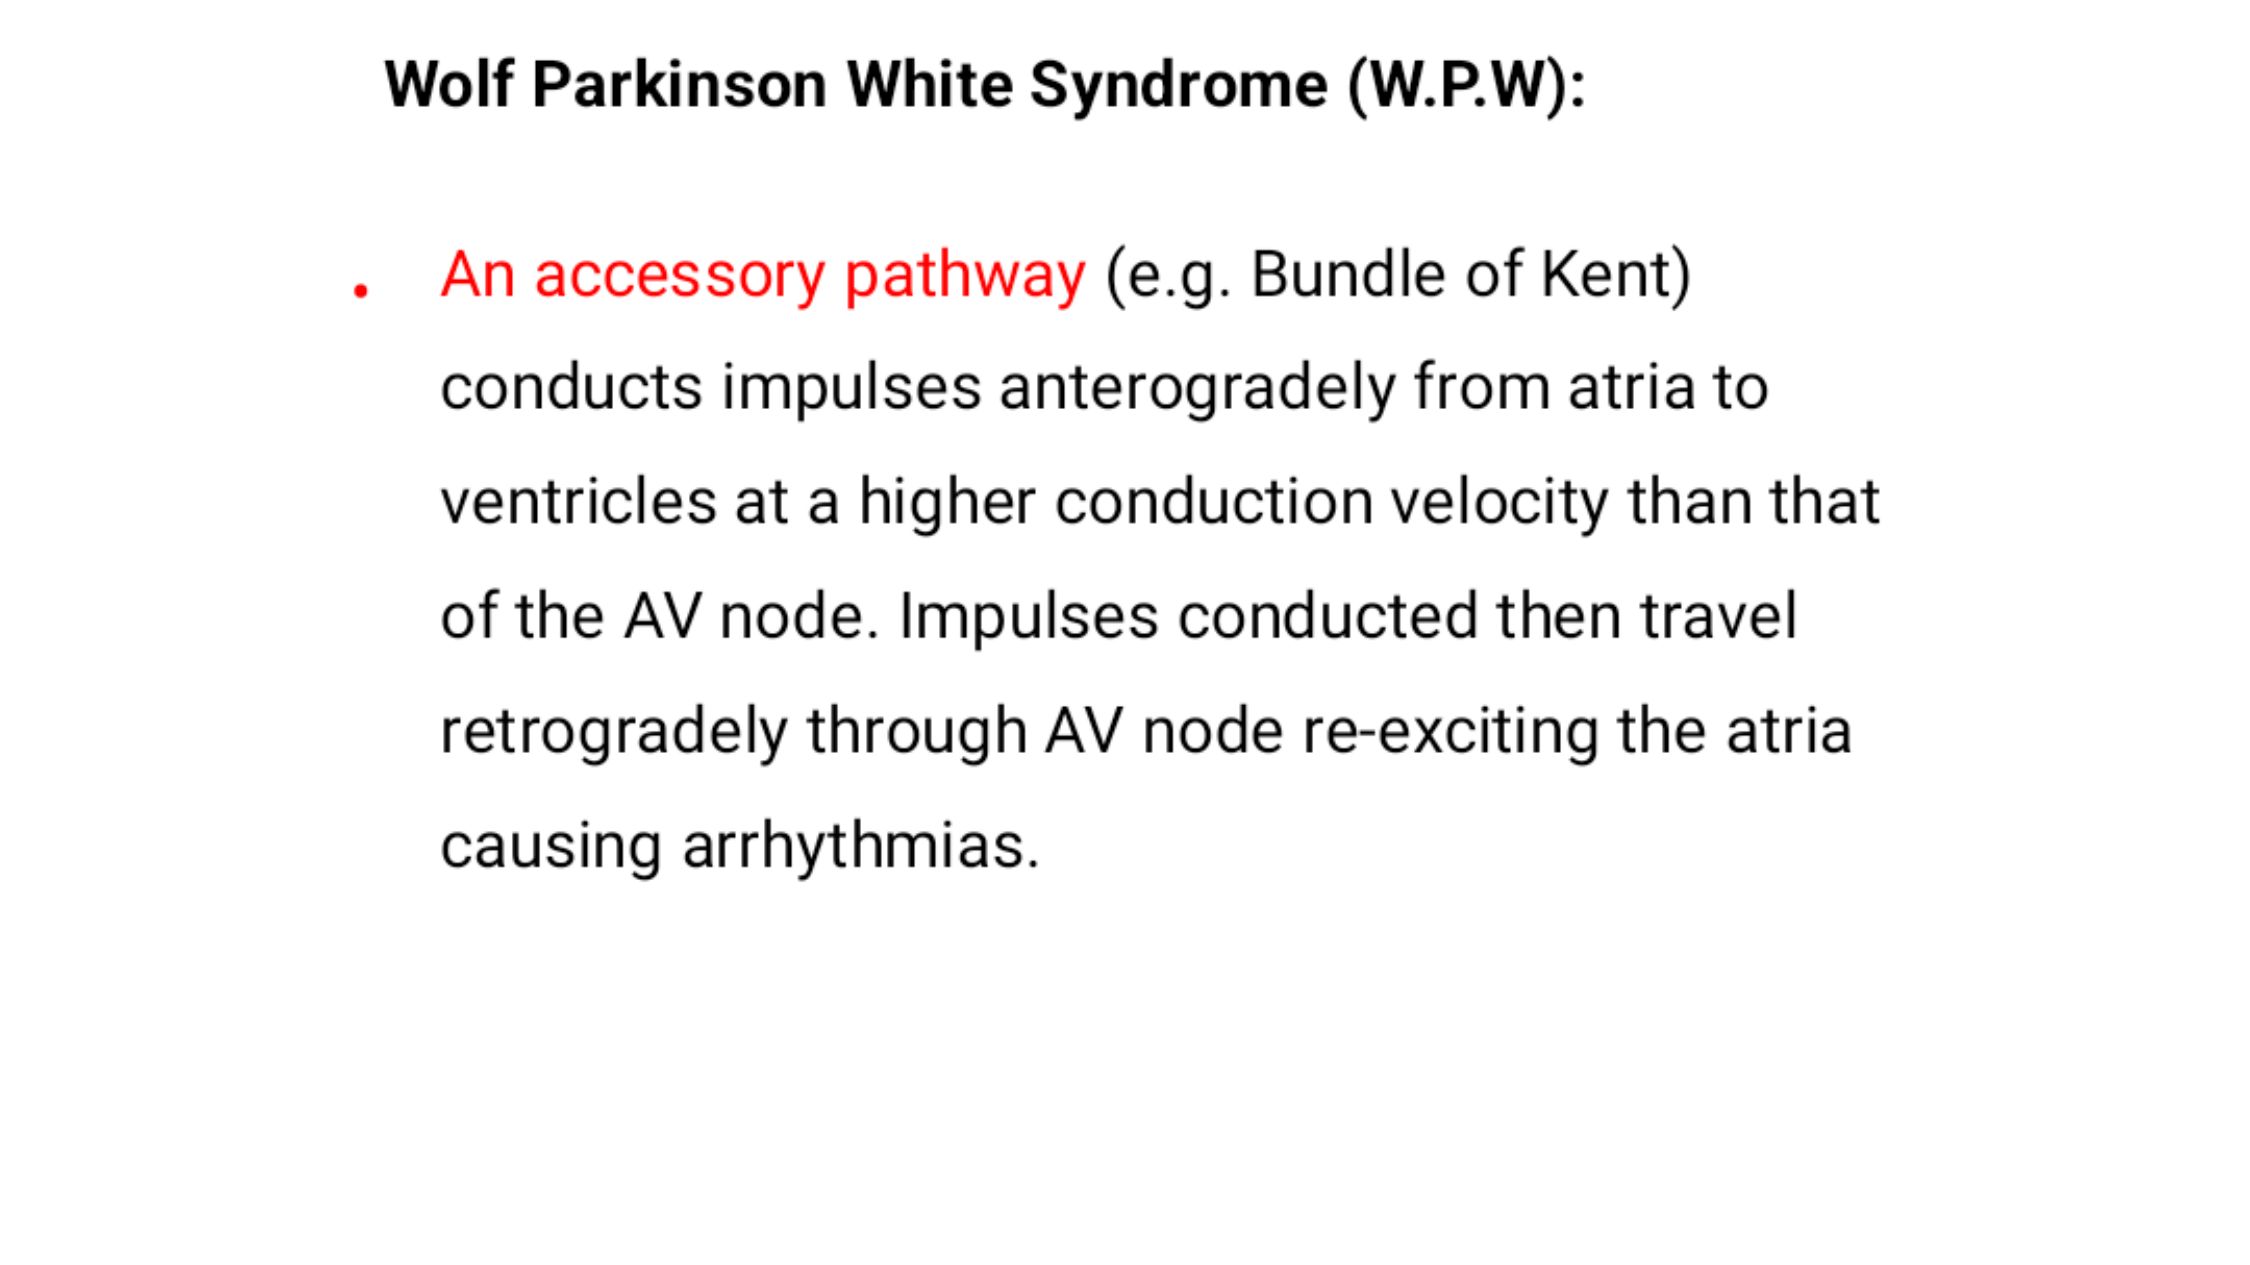 Wolf Parkinson White Syndrome (W.P.W):
• An accessory pathway (e.g. Bundle of Kent)
conducts impulses anterogradely from atria to
ventricles at a higher conduction velocity than that
of the AV node. Impulses conducted then travel
retrogradely through AV node re-exciting the atria
causing arrhythmias.